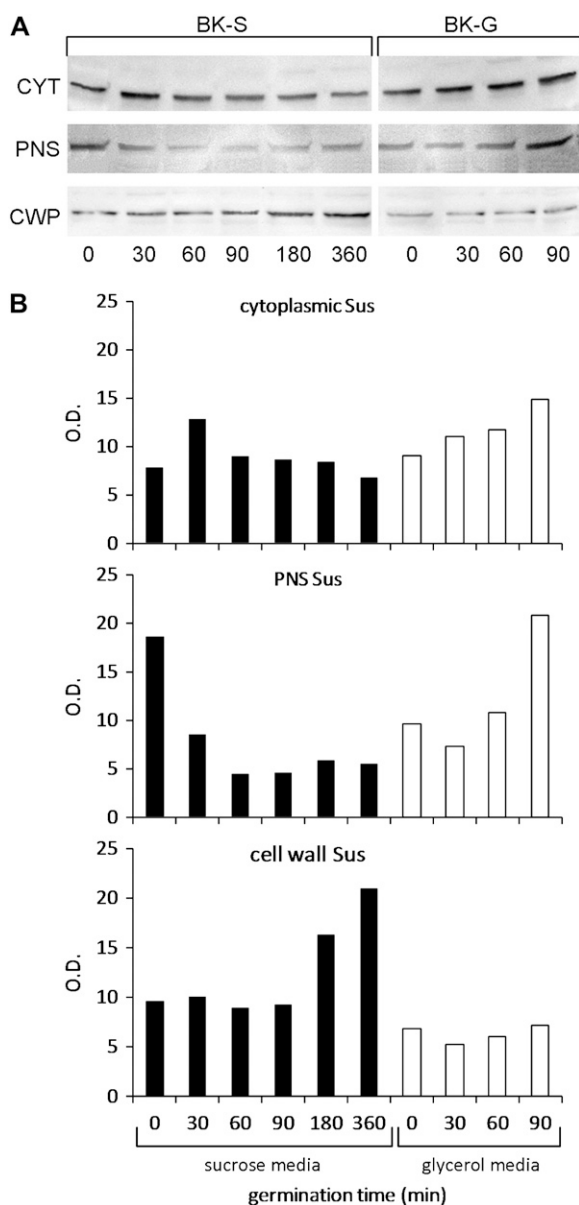 A
BK-S BK-G
CYT
PNS
CWP
0 30 60 90 180 360 0 30 60 90
B
cytoplasmic Sus
25
20
15
10
5
0
O.D.
PNS Sus
25
20
15
10
5
0
O.D.
cell wall Sus
25
20
15
10
5
0
O.D.
0 30 60 90 180 360 0 30 60 90
sucrose media glycerol media
germination time (min)